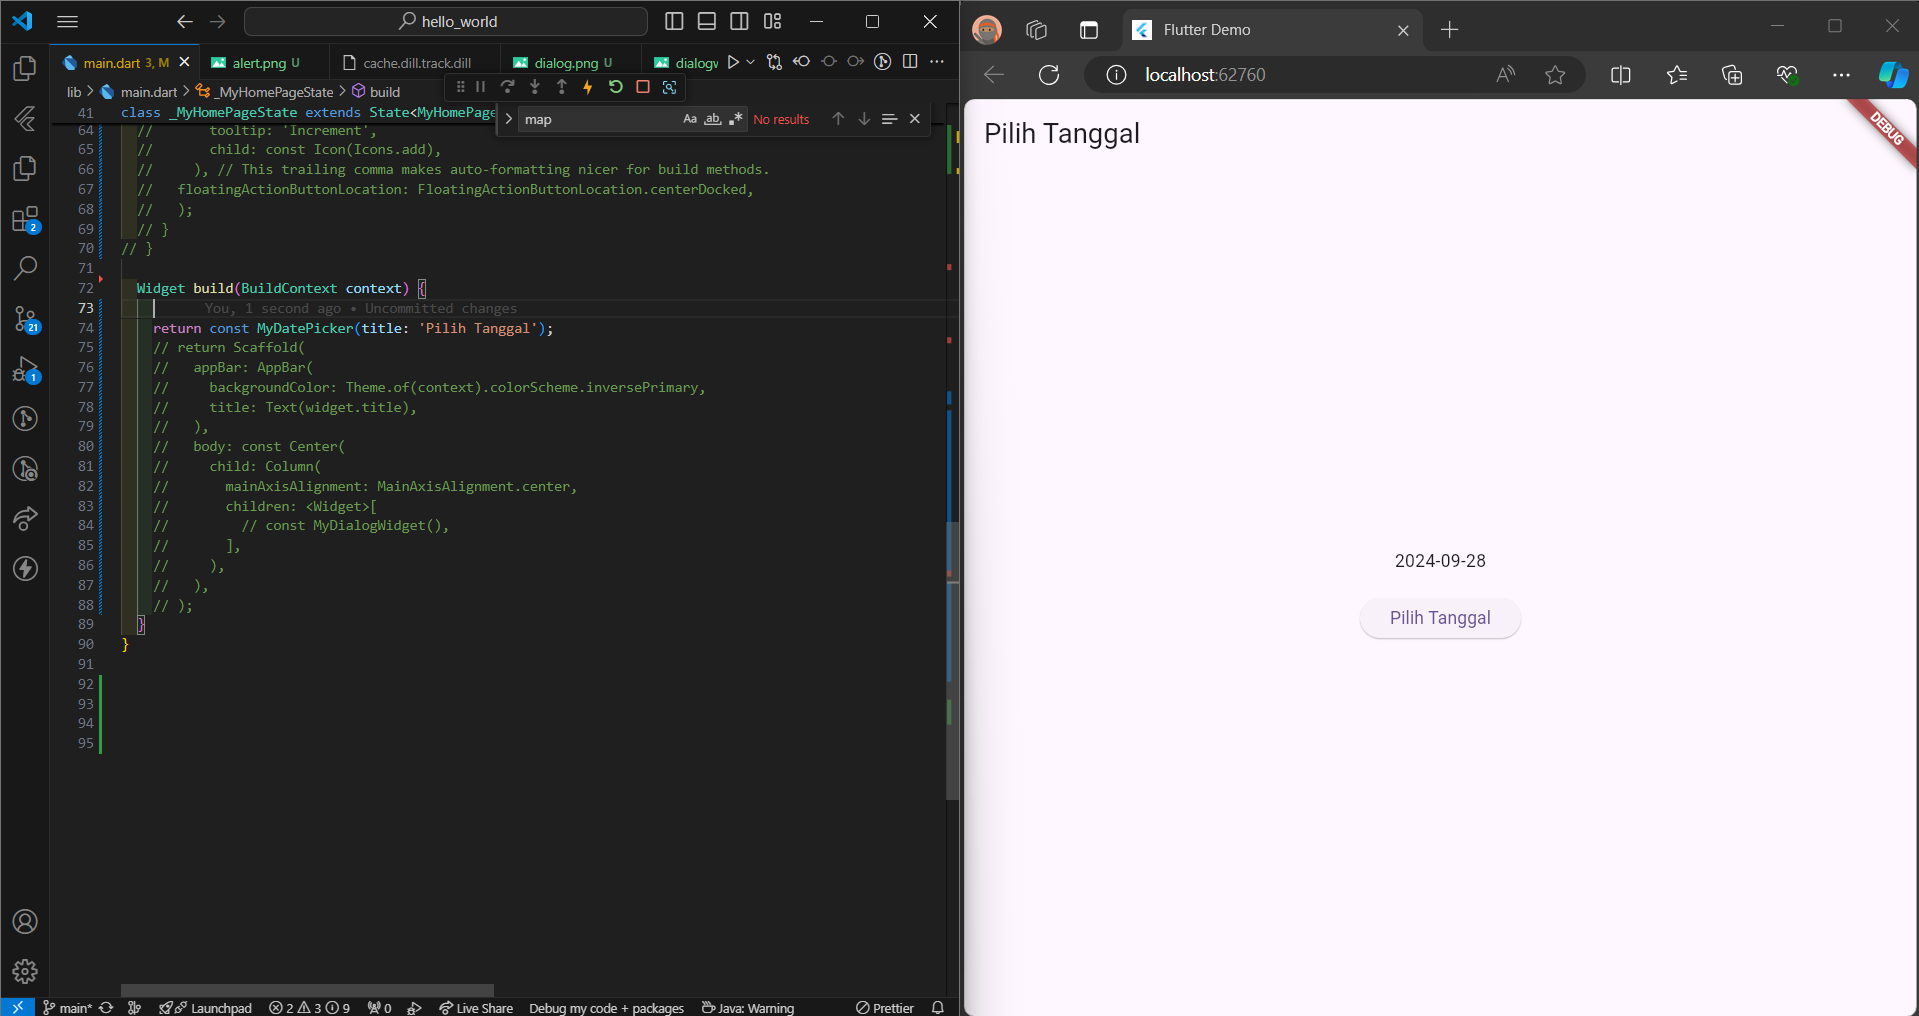 hello_world
main.dart 3, M
alert.png U
cache.dill.track.dill
dialog.png U
dialogv
lib > main.dart > _MyHomePageState > build
map
Aa
ab
No results
41 class _MyHomePageState extends State<MyHomePage
64 // tooltip: 'Increment',
65 // child: const Icon(Icons.add),
66 // ), // This trailing comma makes auto-formatting nicer for build methods.
67 // floatingActionButtonLocation: FloatingActionButtonLocation.centerDocked,
68 // );
69 // }
70 // }
71
72 Widget build(BuildContext context) {
73 You, 1 second ago • Uncommitted changes
74 return const MyDatePicker(title: 'Pilih Tanggal');
75 // return Scaffold(
76 // appBar: AppBar(
77 // backgroundColor: Theme.of(context).colorScheme.inversePrimary,
78 // title: Text(widget.title),
79 // ),
80 // body: const Center(
81 // child: Column(
82 // mainAxisAlignment: MainAxisAlignment.center,
83 // children: <Widget>[
84 // // const MyDialogWidget(),
85 // ],
86 // ),
87 // ),
88 // );
89 }
90 }
91
92
93
94
95
2
21
1
main*
Launchpad
2
3
9
0
Live Share
Debug my code + packages
Java: Warning
Prettier
Flutter Demo
localhost:62760
Pilih Tanggal
DEBUG
2024-09-28
Pilih Tanggal